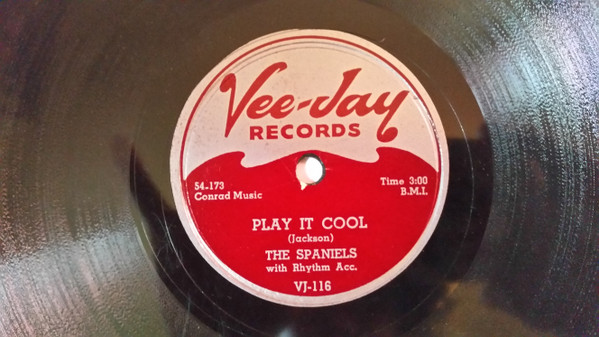 Vee-Jay
RECORDS
54-173
Conrad Music
Time 3:00
B.M.I.
PLAY IT COOL
(Jackson)
THE SPANIELS
with Rhythm Acc.
VJ-116